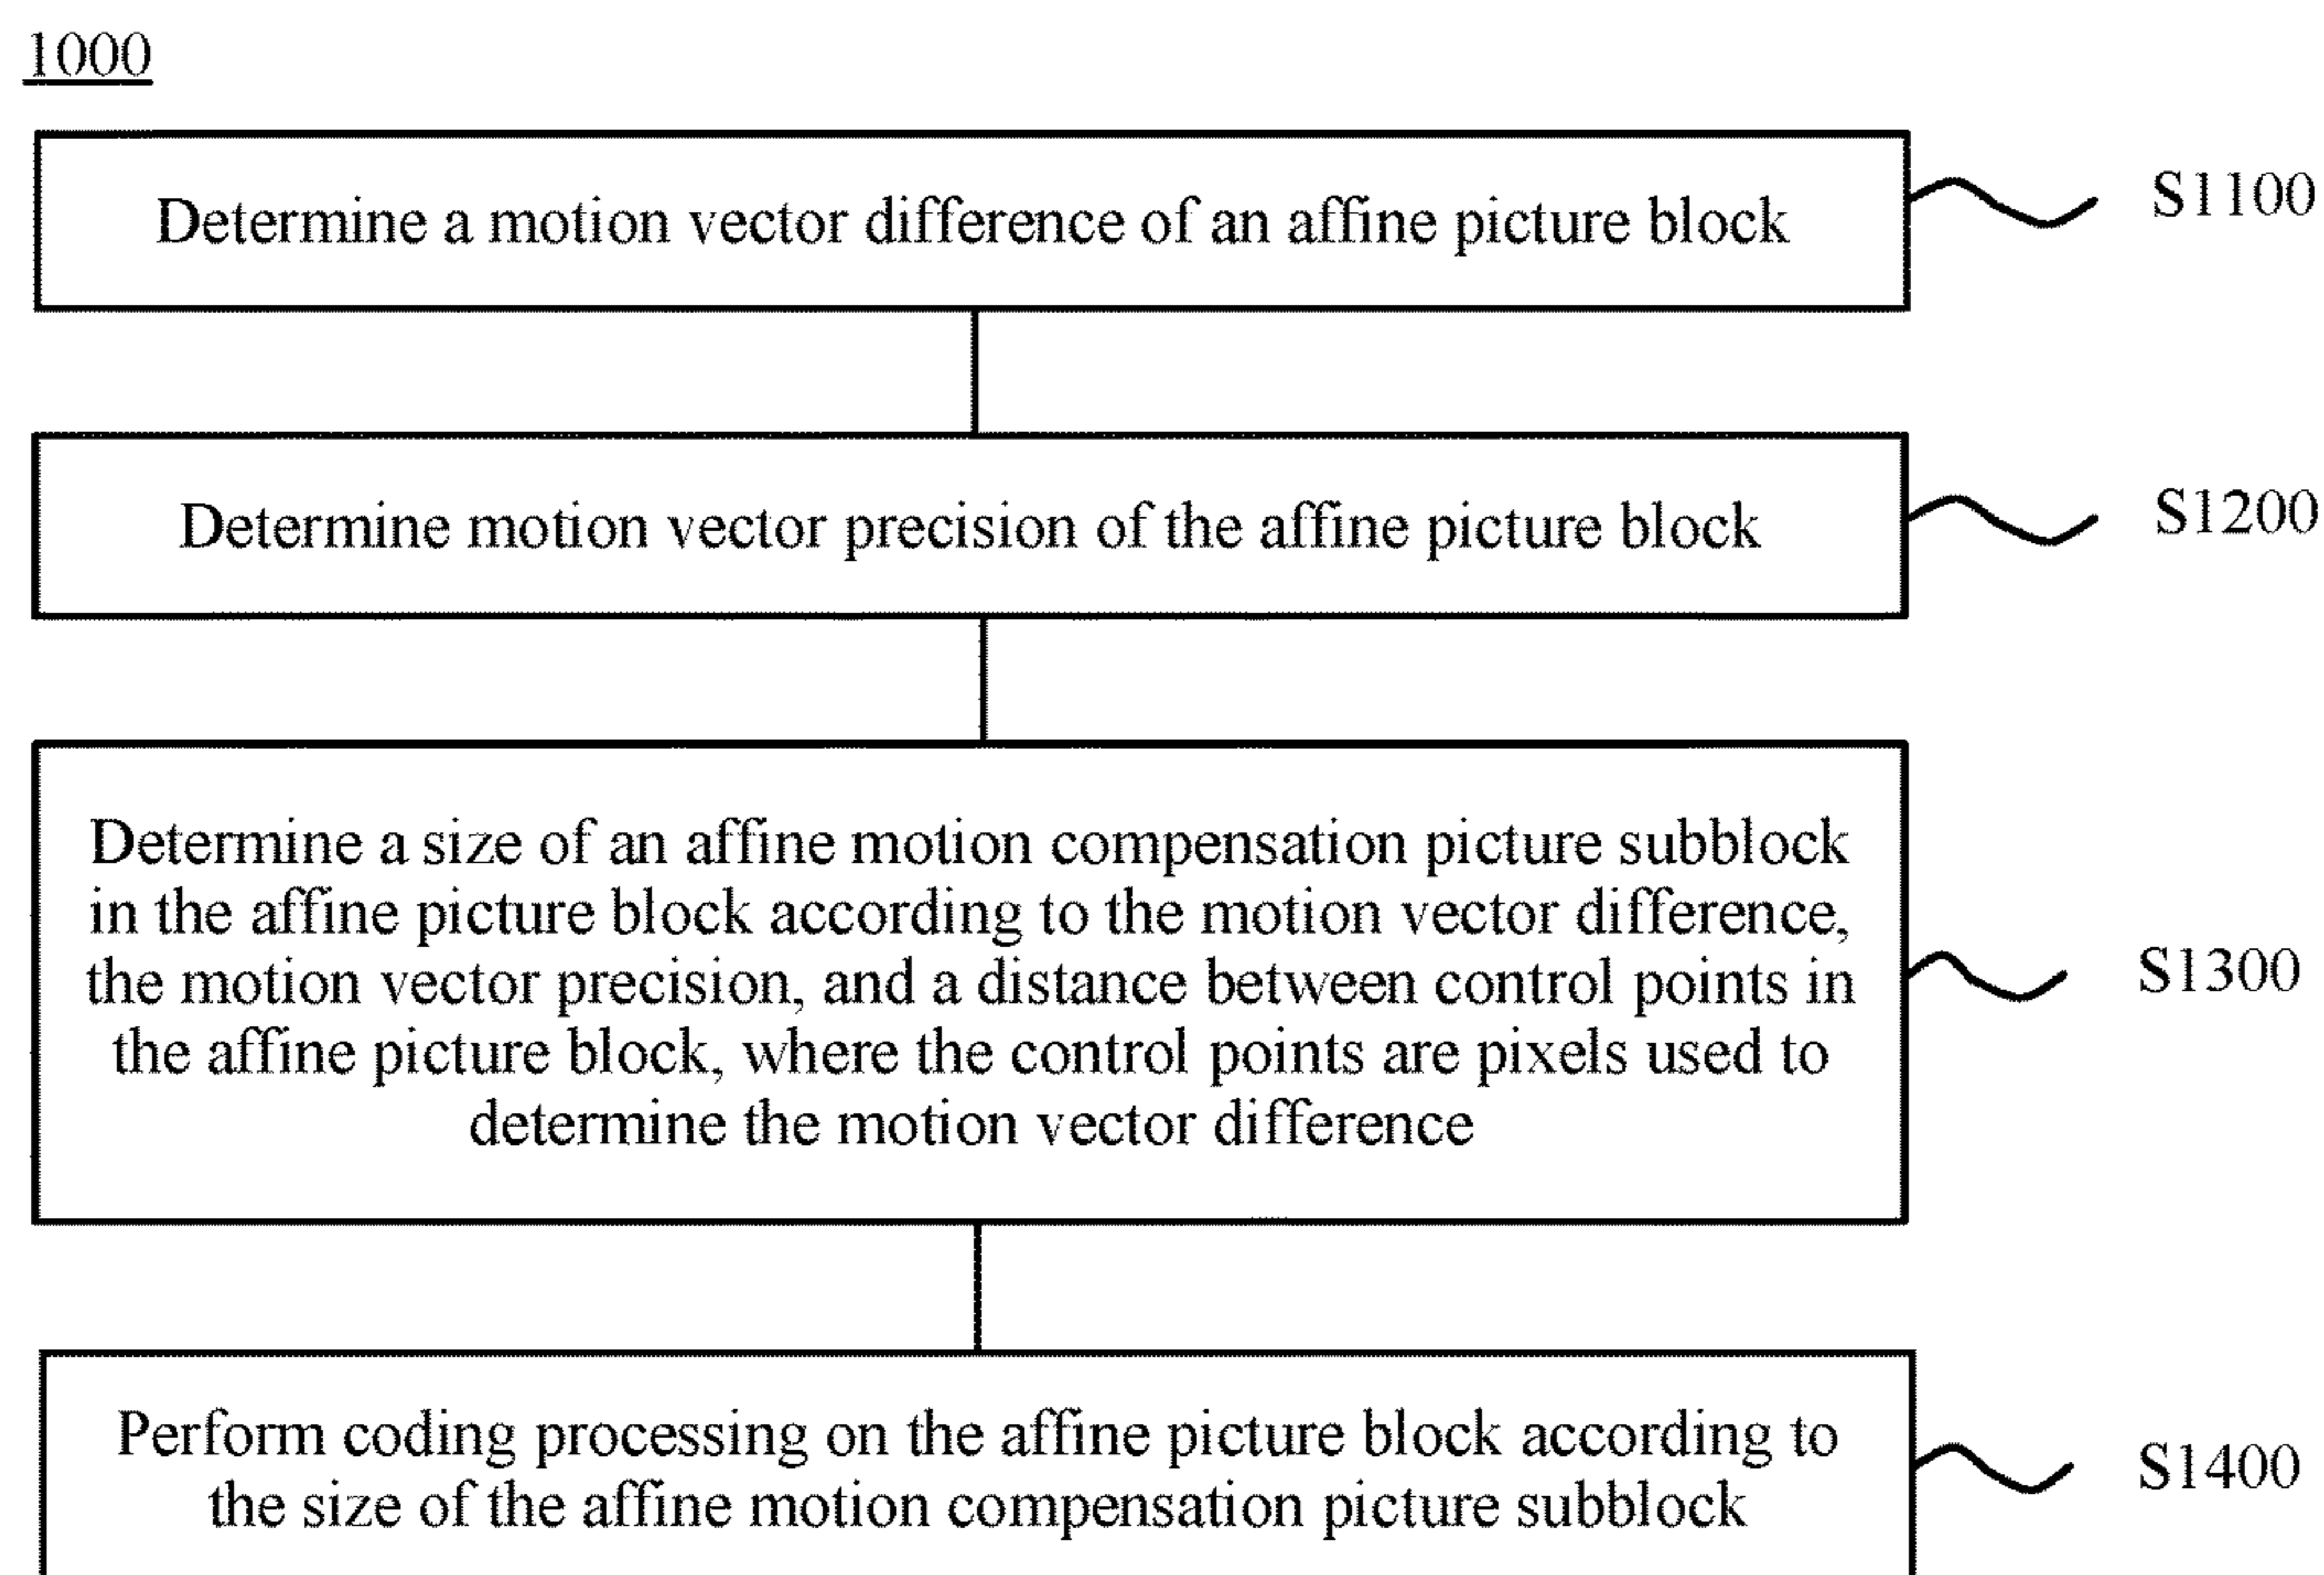 1000
Determine a motion vector difference of an affine picture block
S1100
Determine motion vector precision of the affine picture block
S1200
Determine a size of an affine motion compensation picture subblock
in the affine picture block according to the motion vector difference,
the motion vector precision, and a distance between control points in
the affine picture block, where the control points are pixels used to
determine the motion vector difference
S1300
Perform coding processing on the affine picture block according to
the size of the affine motion compensation picture subblock
S1400